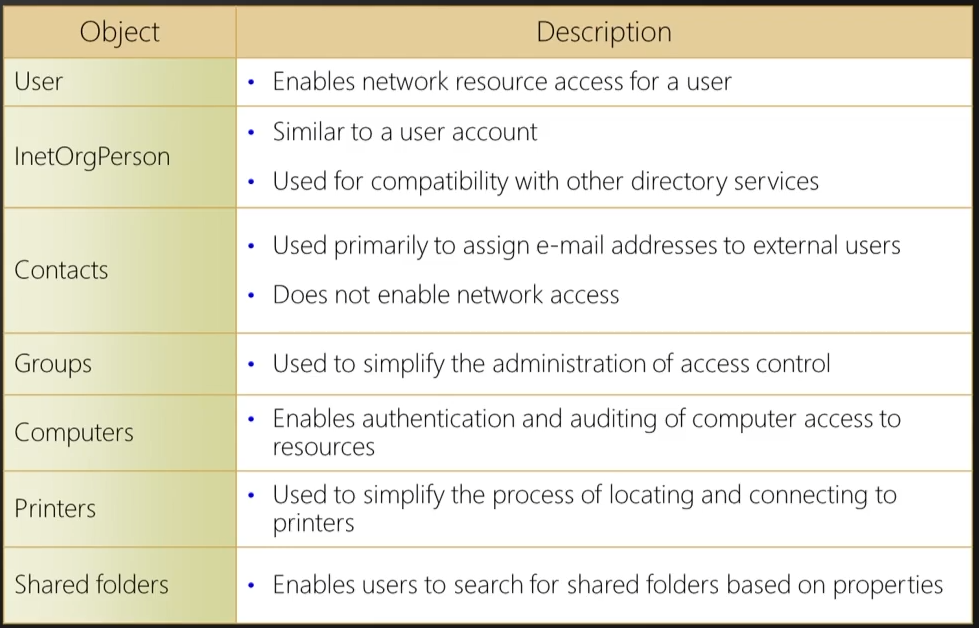 Object Description
User
• Enables network resource access for a user
InetOrgPerson
• Similar to a user account
• Used for compatibility with other directory services
Contacts
• Used primarily to assign e-mail addresses to external users
• Does not enable network access
Groups
• Used to simplify the administration of access control
Computers
• Enables authentication and auditing of computer access to
resources
Printers
• Used to simplify the process of locating and connecting to
printers
Shared folders
• Enables users to search for shared folders based on properties